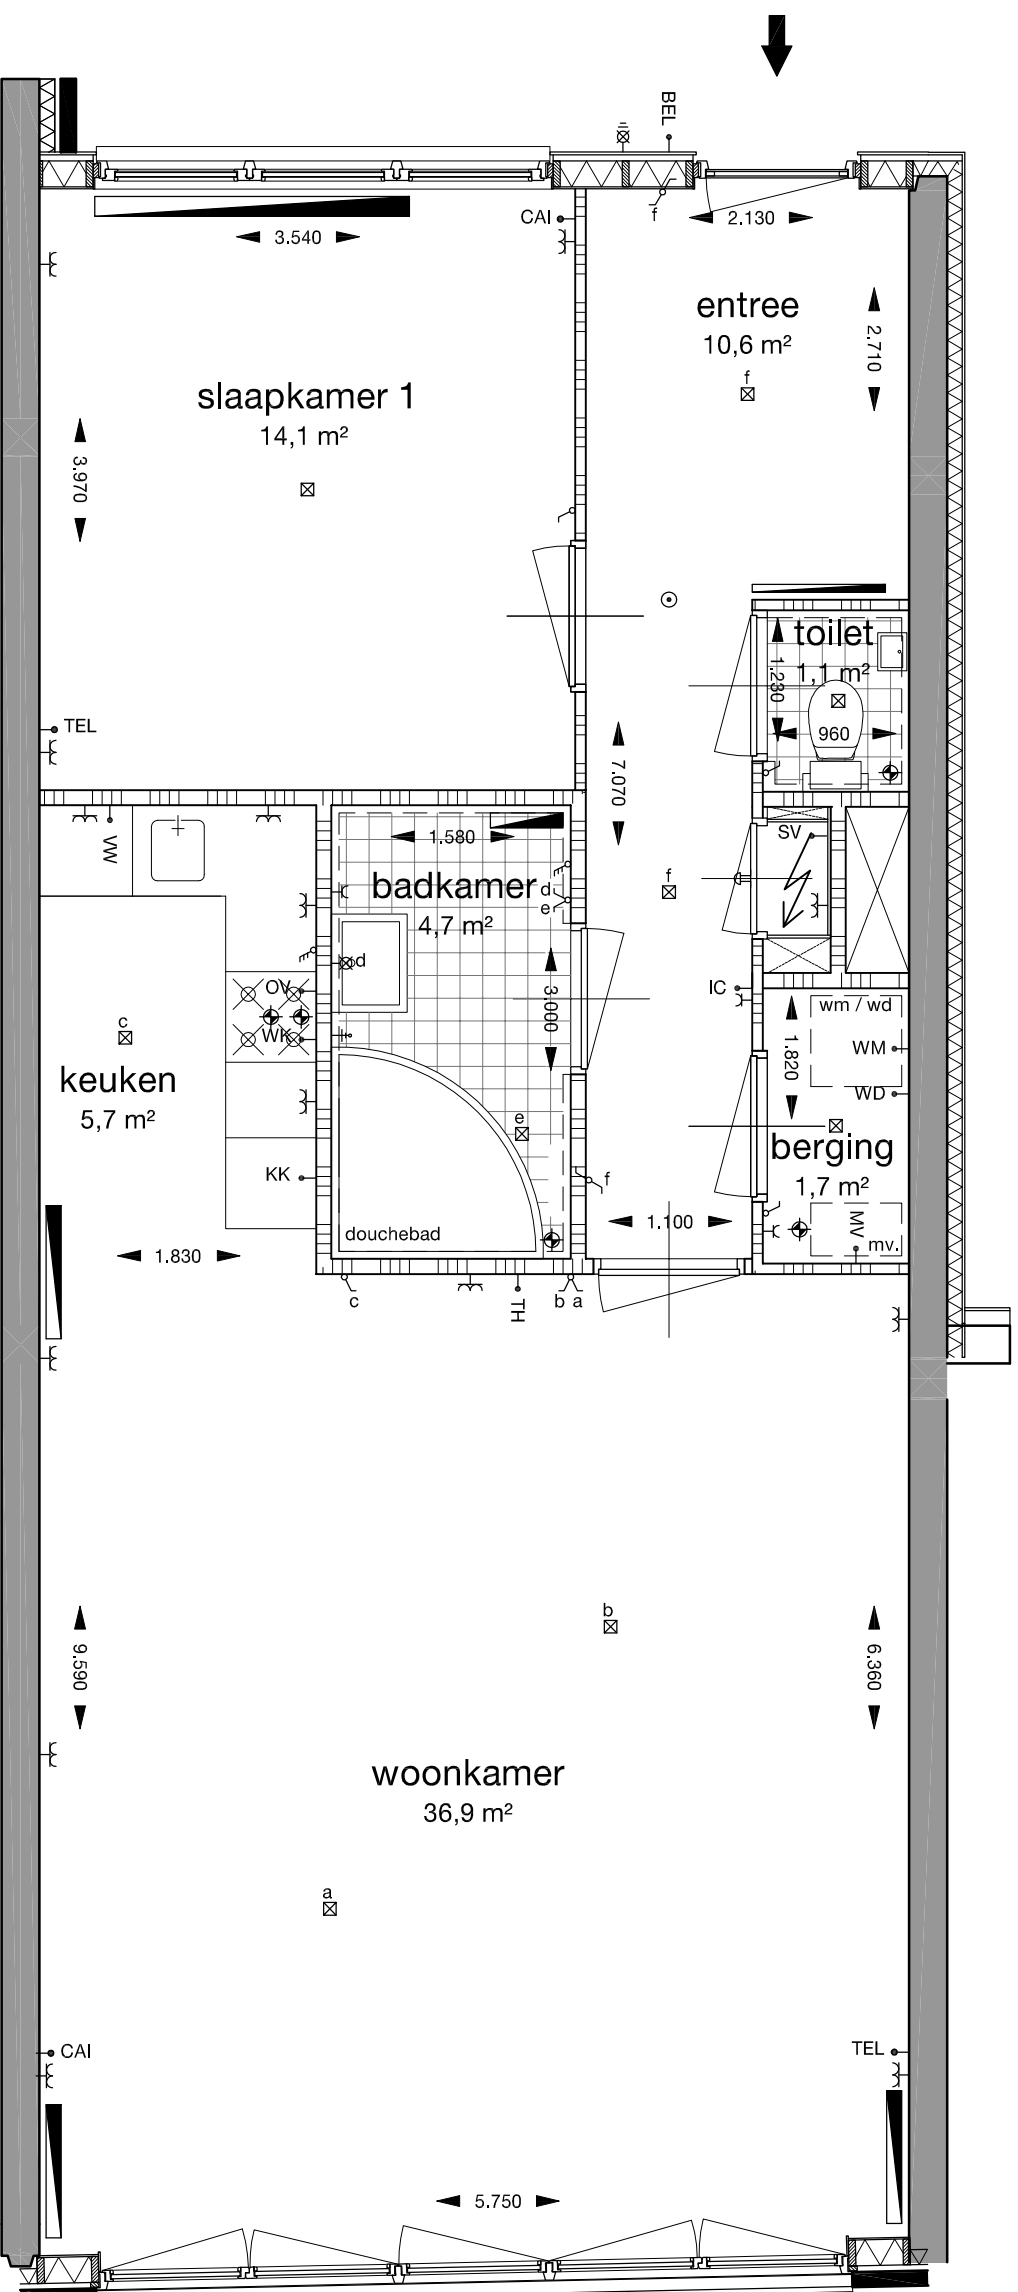 BEL
CAI
f
2.130
3.540
entree
10,6 m²
f
2.710
slaapkamer 1
14,1 m²
3.970
toilet
1,1 m²
1.230
960
TEL
7.070
VW
1.580
SV
badkamer
4,7 m²
d
e
f
d
OV
3.000
IC
wm / wd
WK
c
WM
1.820
WD
keuken
5,7 m²
e
berging
1,7 m²
KK
f
douchebad
1.100
MV
mv.
1.830
c
TH
b a
b
9.590
6.360
woonkamer
36,9 m²
a
CAI
TEL
5.750